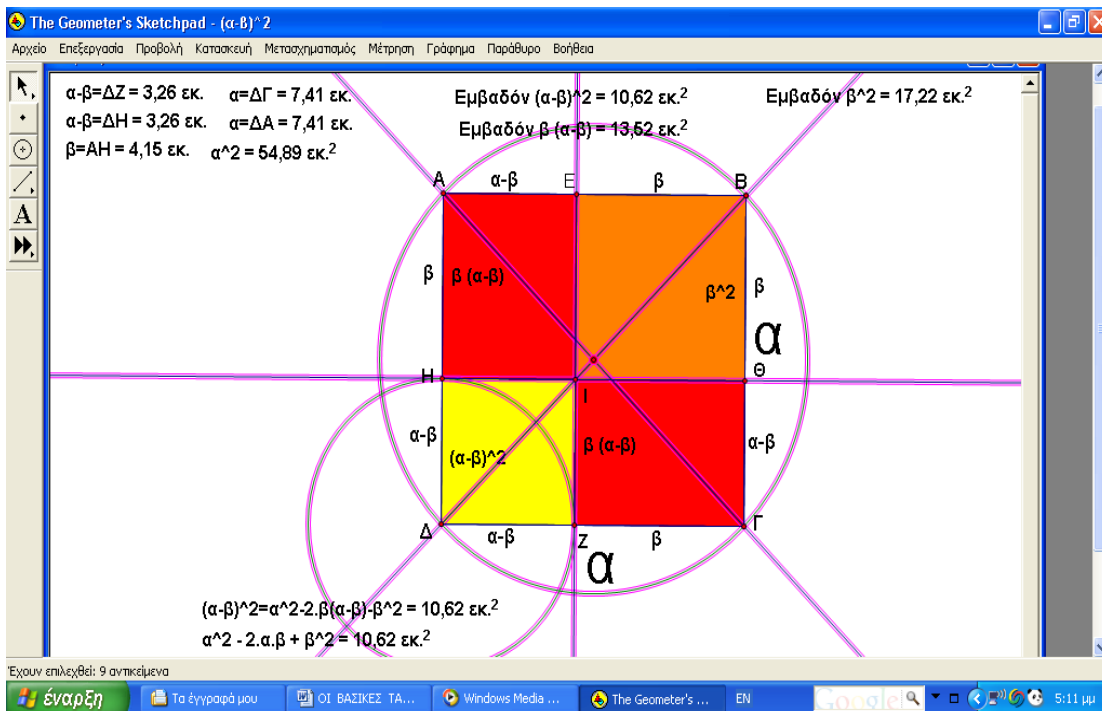 The Geometer's Sketchpad - (α-β)^2
Αρχείο Επεξεργασία Προβολή Κατασκευή Μετασχηματισμός Μέτρηση Γράφημα Παράθυρο Βοήθεια
α-β=ΔΖ = 3,26 εκ. α=ΔΓ = 7,41 εκ. Εμβαδόν (α-β)^2 = 10,62 εκ.² Εμβαδόν β^2 = 17,22 εκ.²
α-β=ΔΗ = 3,26 εκ. α=ΔΑ = 7,41 εκ. Εμβαδόν β (α-β) = 13,52 εκ.²
β=ΑΗ = 4,15 εκ. α^2 = 54,89 εκ.²
A
Α α-β Ε β Β
β β (α-β) β^2 β
α
Η Ι Θ
α-β (α-β)^2 β (α-β) α-β
Δ α-β Ζ β Γ
α
(α-β)^2=α^2-2.β(α-β)-β^2 = 10,62 εκ.²
α^2 - 2.α.β + β^2 = 10,62 εκ.²
Έχουν επιλεχθεί: 9 αντικείμενα
έναρξη Τα έγγραφά μου ΟΙ ΒΑΣΙΚΕΣ ΤΑ... Windows Media ... The Geometer's ... EN Google 5:11 μμ